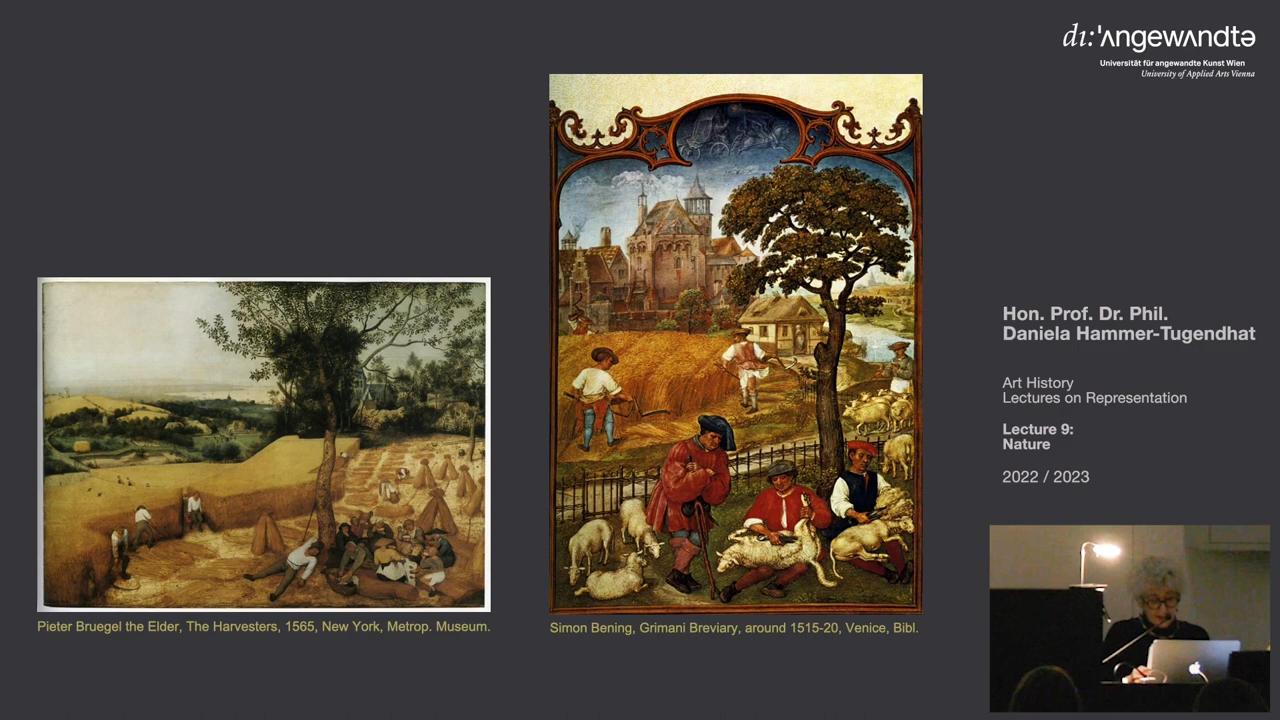 dı:'ʌngewʌndtə
Universität für angewandte Kunst Wien
University of Applied Arts Vienna
Hon. Prof. Dr. Phil.
Daniela Hammer-Tugendhat
Art History
Lectures on Representation
Lecture 9:
Nature
2022 / 2023
Pieter Bruegel the Elder, The Harvesters, 1565, New York, Metrop. Museum.
Simon Bening, Grimani Breviary, around 1515-20, Venice, Bibl.